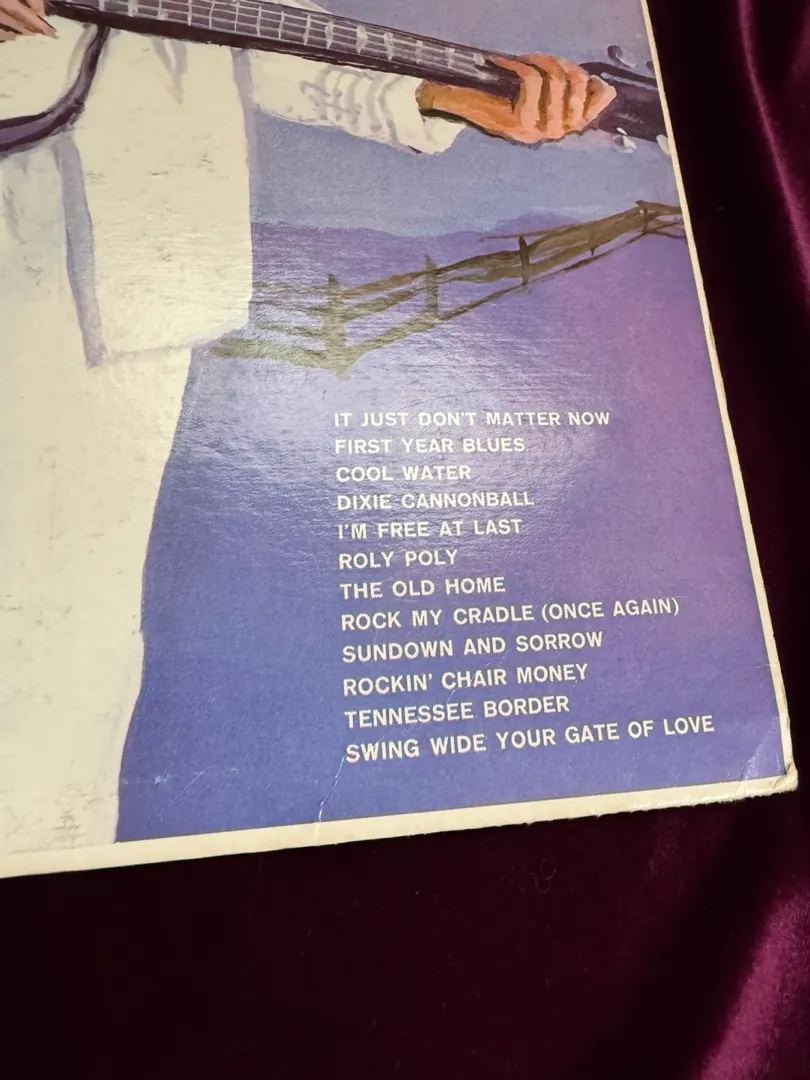 IT JUST DON'T MATTER NOW
FIRST YEAR BLUES
COOL WATER
DIXIE CANNONBALL
I'M FREE AT LAST
ROLY POLY
THE OLD HOME
ROCK MY CRADLE (ONCE AGAIN)
SUNDOWN AND SORROW
ROCKIN' CHAIR MONEY
TENNESSEE BORDER
SWING WIDE YOUR GATE OF LOVE